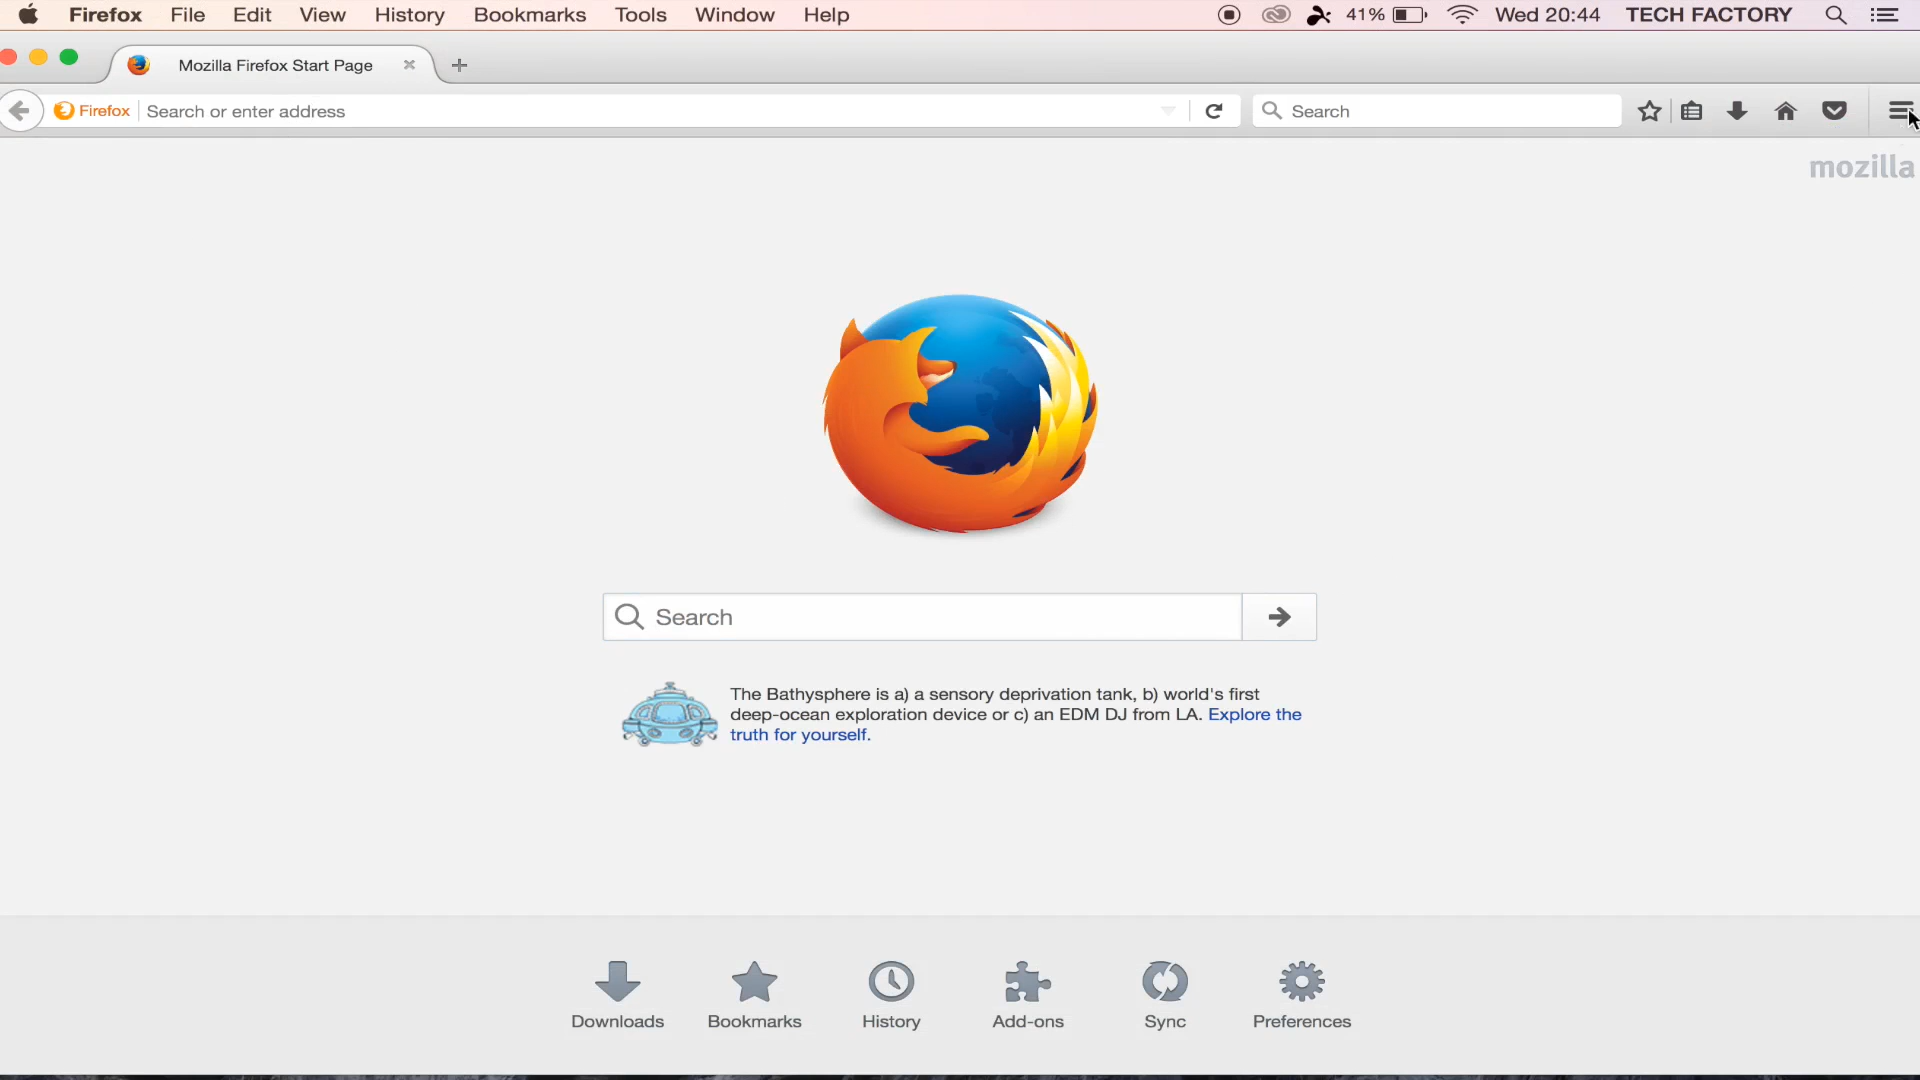 Firefox File Edit View History Bookmarks Tools Window Help 41% Wed 20:44 TECH FACTORY
Mozilla Firefox Start Page
Firefox Search or enter address Search
mozilla
Search
The Bathysphere is a) a sensory deprivation tank, b) world's first
deep-ocean exploration device or c) an EDM DJ from LA. Explore the
truth for yourself.
Downloads Bookmarks History Add-ons Sync Preferences